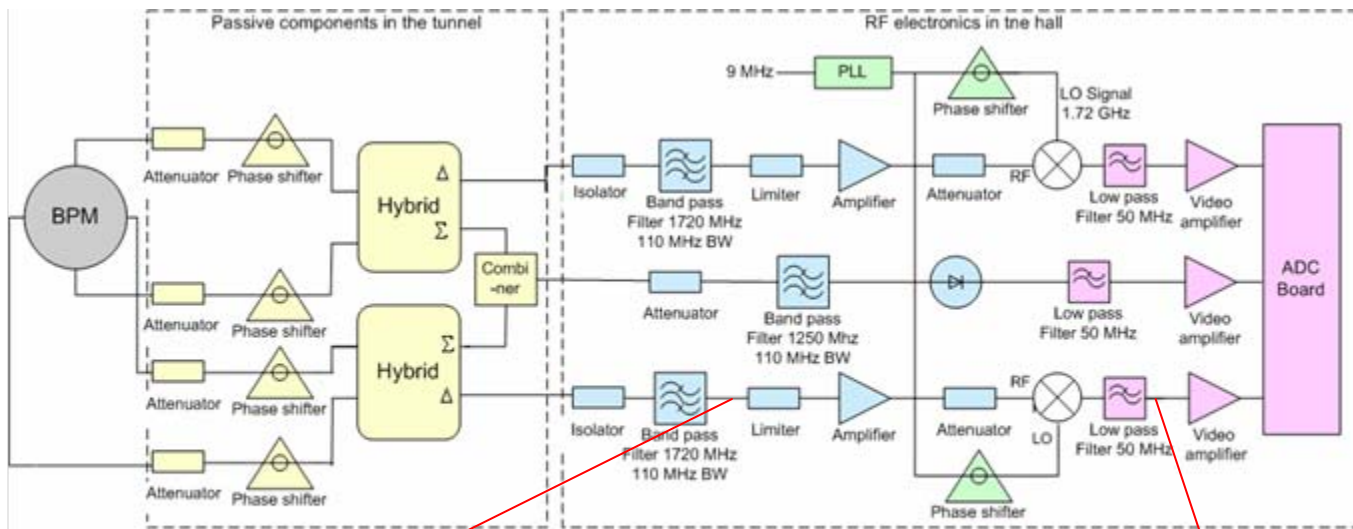 Passive components in the tunnel
RF electronics in tne hall
9 MHz
PLL
Phase shifter
LO Signal
1.72 GHz
Attenuator
Phase shifter
Hybrid
Δ
Σ
Isolator
Band pass
Filter 1720 MHz
110 MHz BW
Limiter
Amplifier
Attenuator
RF
Low pass
Filter 50 MHz
Video
amplifier
BPM
Combi
-ner
Attenuator
Phase shifter
Attenuator
Band pass
Filter 1250 Mhz
110 MHz BW
Low pass
Filter 50 MHz
Video
amplifier
ADC
Board
Attenuator
Phase shifter
Hybrid
Σ
Δ
Isolator
Band pass
Filter 1720 MHz
110 MHz BW
Limiter
Amplifier
Attenuator
RF
LO
Low pass
Filter 50 MHz
Video
amplifier
Attenuator
Phase shifter
Phase shifter